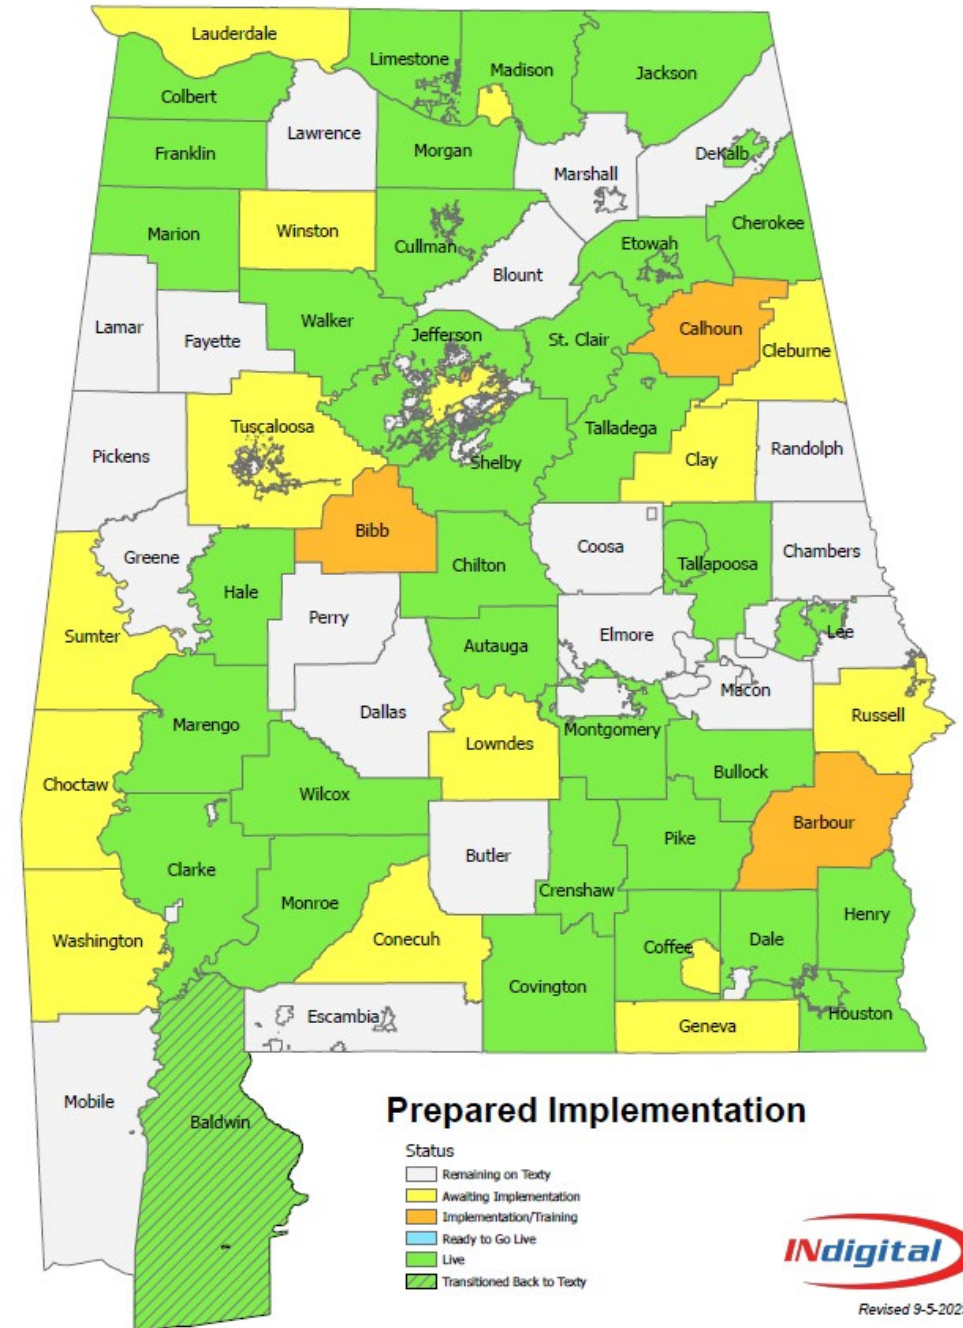 Lauderdale
Limestone
Madison
Jackson
Colbert
Lawrence
Franklin
Morgan
DeKalb
Marshall
Marion
Winston
Cullman
Etowah
Cherokee
Blount
Lamar
Fayette
Walker
Jefferson
St. Clair
Calhoun
Cleburne
Tuscaloosa
Talladega
Pickens
Shelby
Clay
Randolph
Bibb
Greene
Coosa
Chambers
Hale
Chilton
Tallapoosa
Perry
Sumter
Autauga
Elmore
Lee
Macon
Dallas
Marengo
Lowndes
Montgomery
Russell
Choctaw
Wilcox
Bullock
Barbour
Butler
Pike
Clarke
Crenshaw
Monroe
Henry
Washington
Conecuh
Coffee
Dale
Covington
Escambia
Geneva
Houston
Mobile
Baldwin
Prepared Implementation
Status
Remaining on Texty
Awaiting Implementation
Implementation/Training
Ready to Go Live
Live
Transitioned Back to Texty
INdigital
Revised 9-5-202